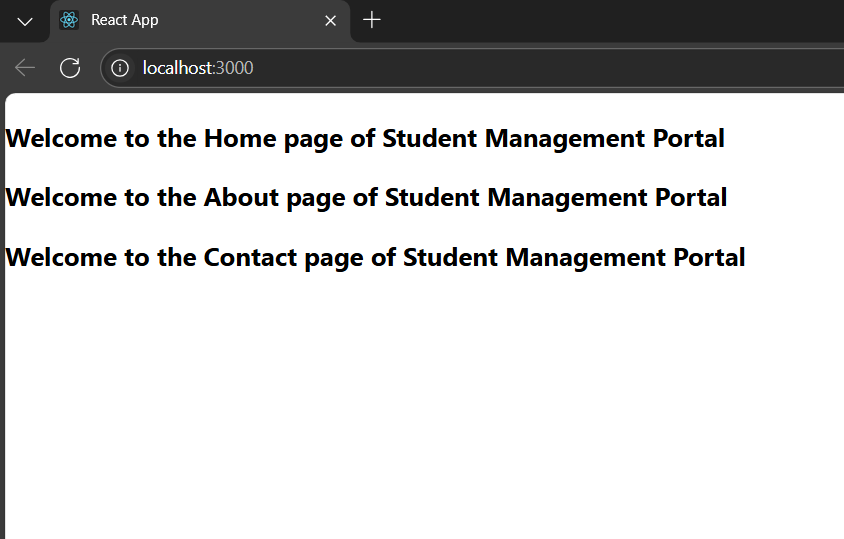 React App
localhost:3000
Welcome to the Home page of Student Management Portal
Welcome to the About page of Student Management Portal
Welcome to the Contact page of Student Management Portal